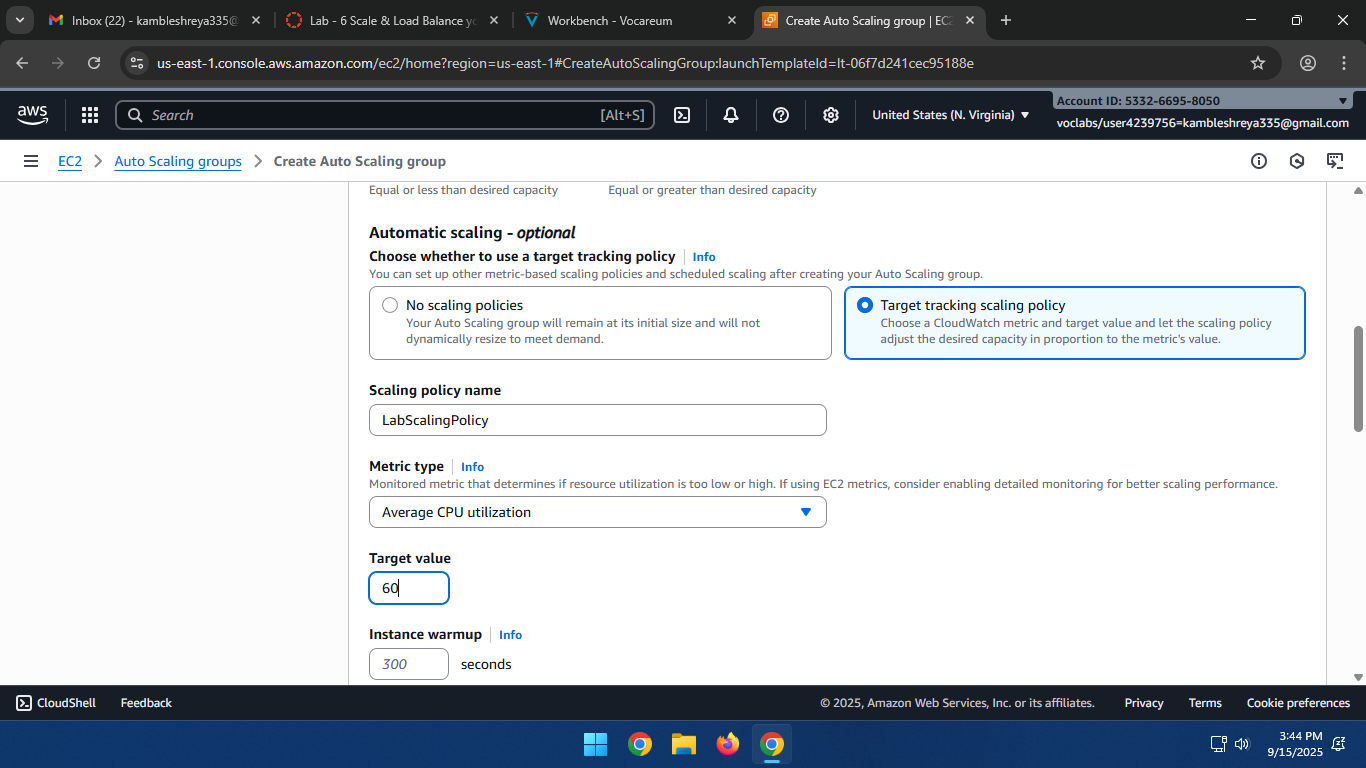 Inbox (22) - kambleshreya335@
Lab - 6 Scale & Load Balance yo
Workbench - Vocareum
Create Auto Scaling group | EC2
us-east-1.console.aws.amazon.com/ec2/home?region=us-east-1#CreateAutoScalingGroup:launchTemplateId=lt-06f7d241cec95188e
aws
Search
[Alt+S]
United States (N. Virginia)
Account ID: 5332-6695-8050
voclabs/user4239756=kambleshreya335@gmail.com
EC2
Auto Scaling groups
Create Auto Scaling group
Equal or less than desired capacity
Equal or greater than desired capacity
Automatic scaling - optional
Choose whether to use a target tracking policy
Info
You can set up other metric-based scaling policies and scheduled scaling after creating your Auto Scaling group.
No scaling policies
Your Auto Scaling group will remain at its initial size and will not
dynamically resize to meet demand.
Target tracking scaling policy
Choose a CloudWatch metric and target value and let the scaling policy
adjust the desired capacity in proportion to the metric's value.
Scaling policy name
LabScalingPolicy
Metric type
Info
Monitored metric that determines if resource utilization is too low or high. If using EC2 metrics, consider enabling detailed monitoring for better scaling performance.
Average CPU utilization
Target value
60
Instance warmup
Info
300
seconds
CloudShell
Feedback
© 2025, Amazon Web Services, Inc. or its affiliates.
Privacy
Terms
Cookie preferences
3:44 PM
9/15/2025